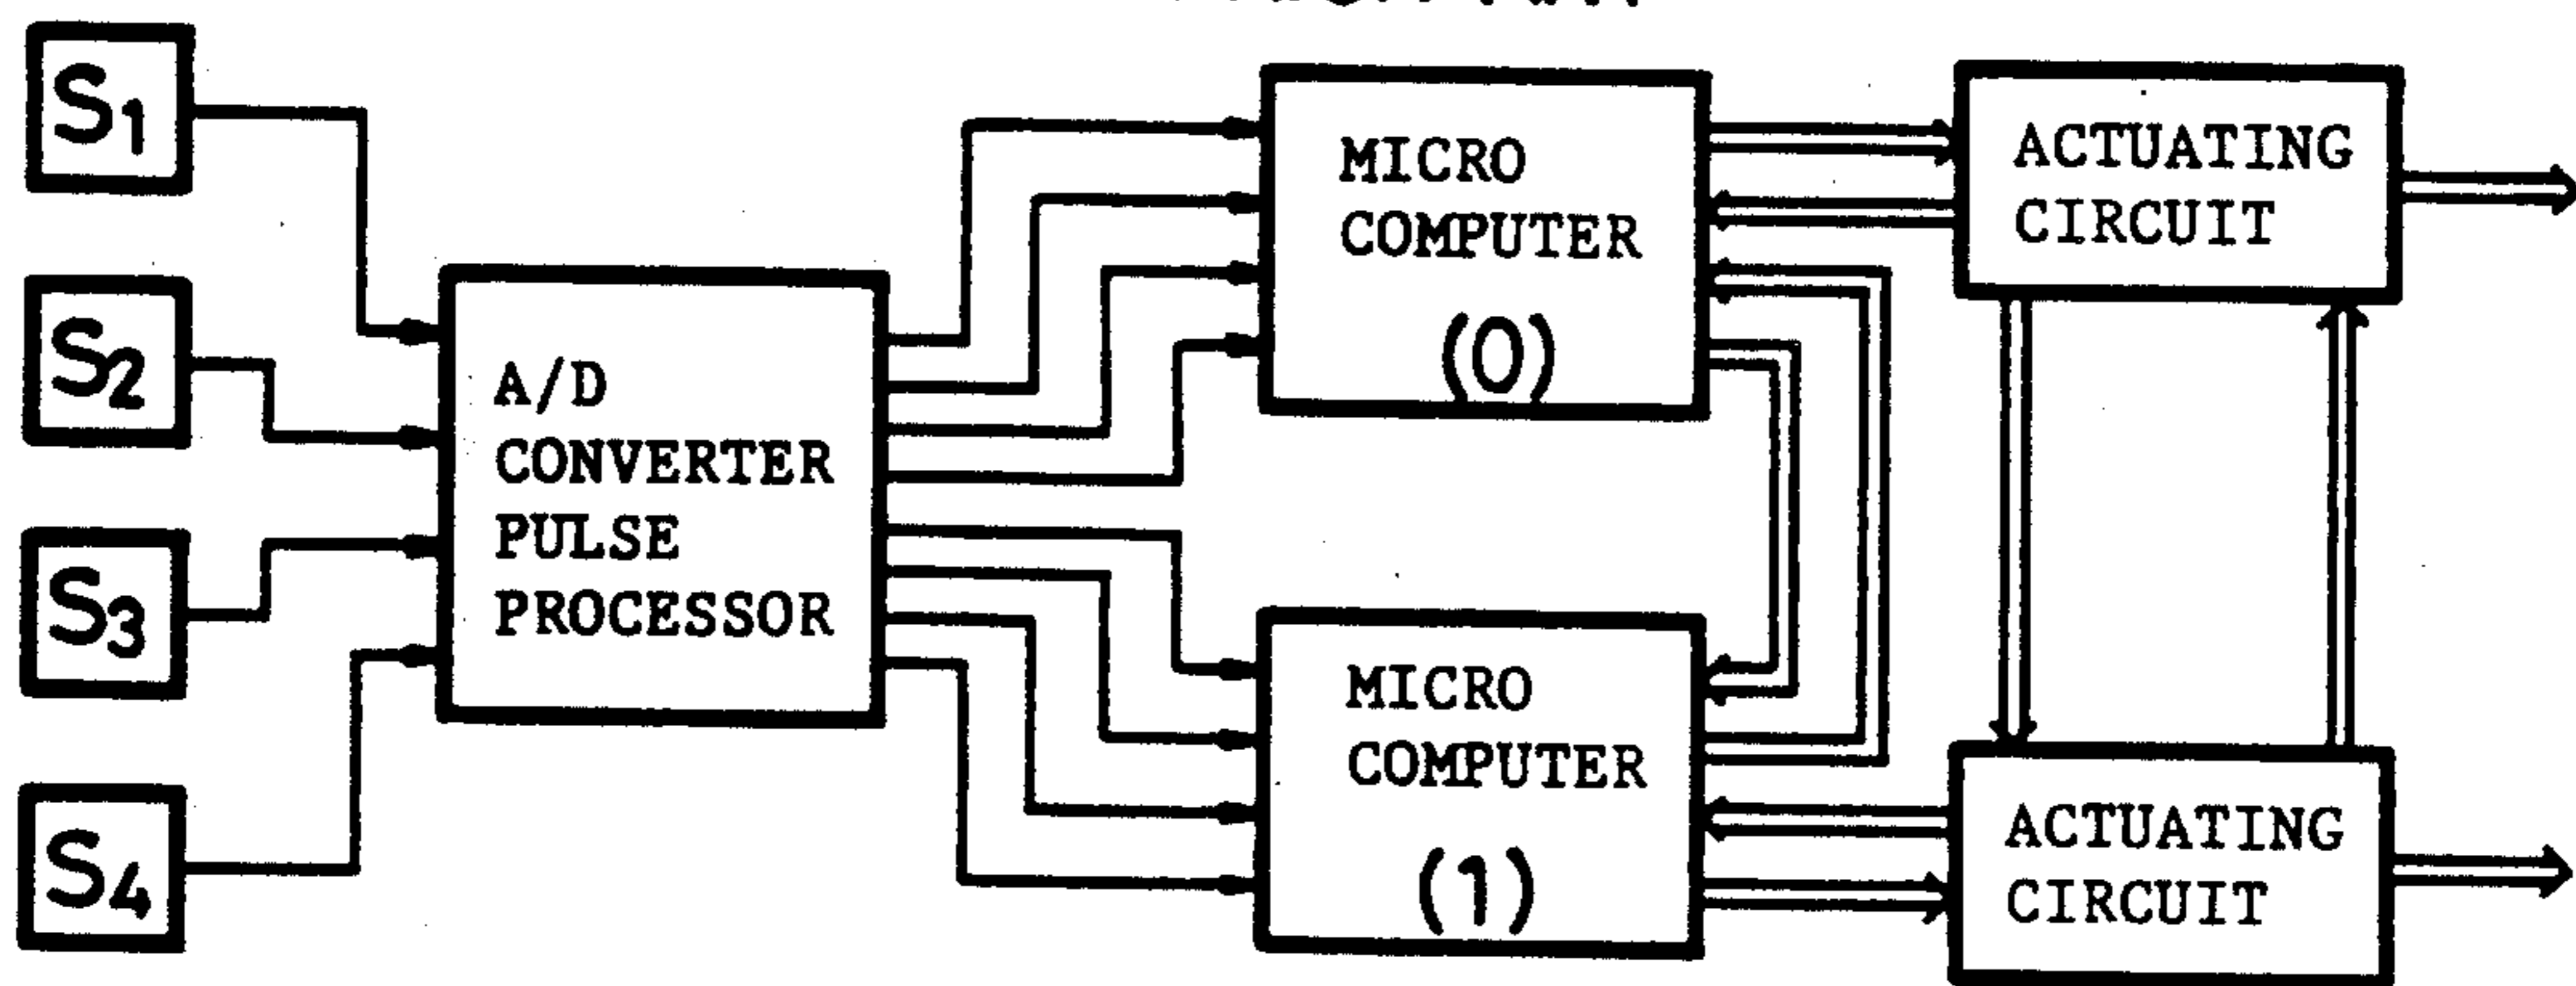 S1
S2
S3
S4
A/D
CONVERTER
PULSE
PROCESSOR
MICRO
COMPUTER
(0)
MICRO
COMPUTER
(1)
ACTUATING
CIRCUIT
ACTUATING
CIRCUIT